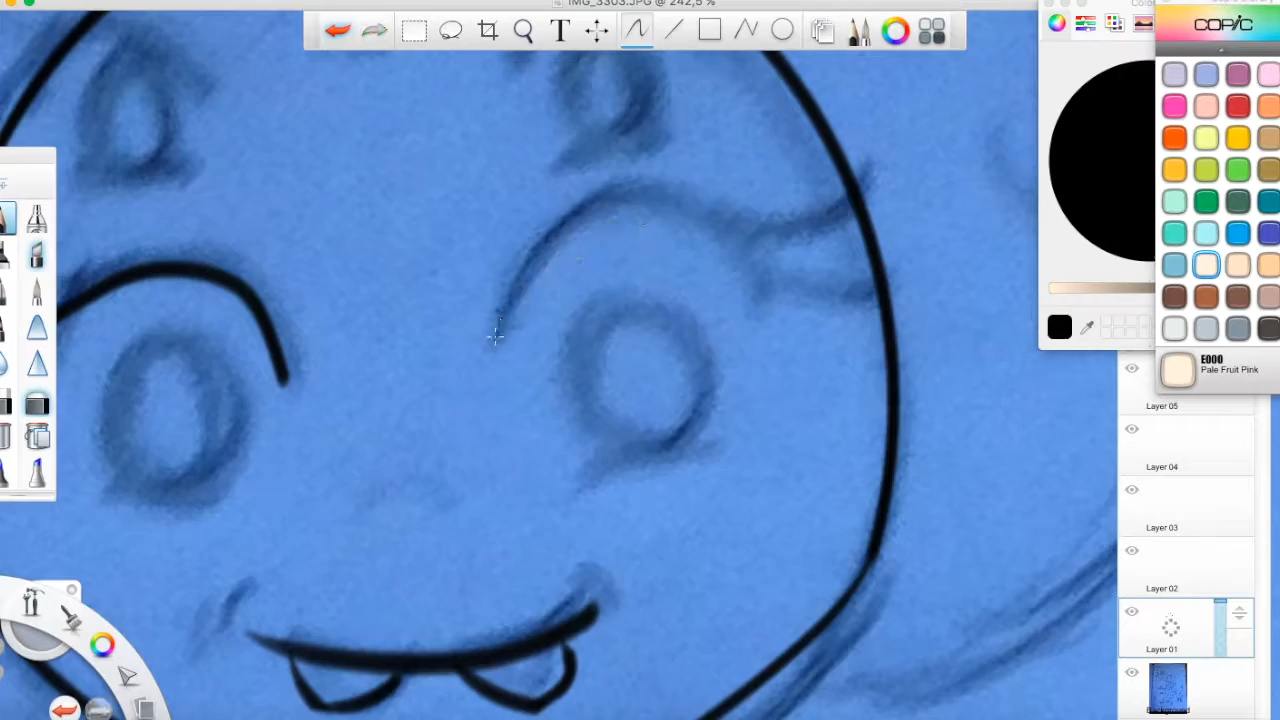 IMG_3303.JPG @ 242,5 %
T
COPIC
E000
Pale Fruit Pink
Layer 05
Layer 04
Layer 03
Layer 02
Layer 01